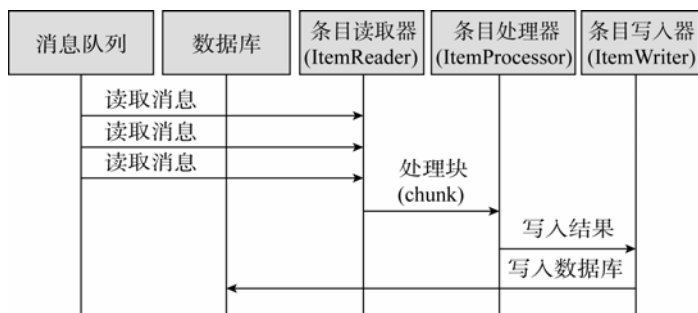 消息队列
数据库
条目读取器
(ItemReader)
条目处理器
(ItemProcessor)
条目写入器
(ItemWriter)
读取消息
读取消息
读取消息
处理块
(chunk)
写入结果
写入数据库